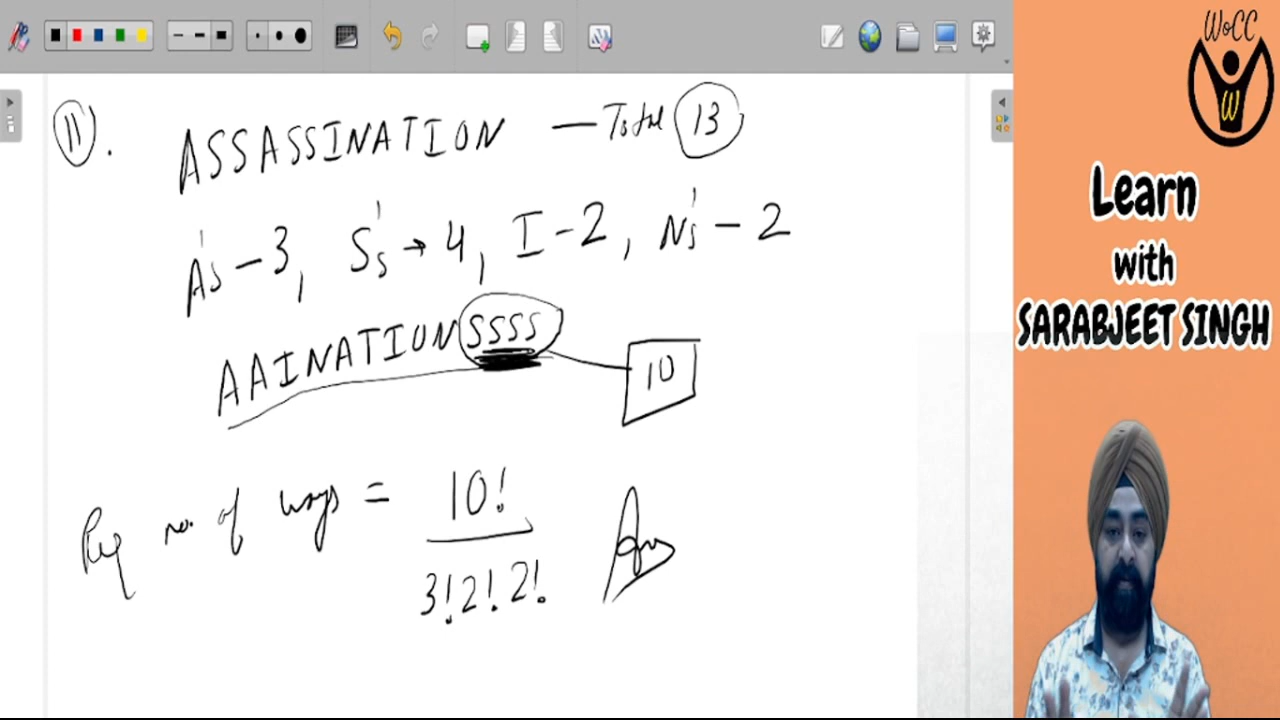 11.
ASSASSINATION — Total 13
A's – 3, S's → 4, I – 2, N's – 2
AAINATIONSSSS
10
Req no. of ways = 10!
3! 2! 2!
Ans
WoCC
W
Learn
with
SARABJEET SINGH